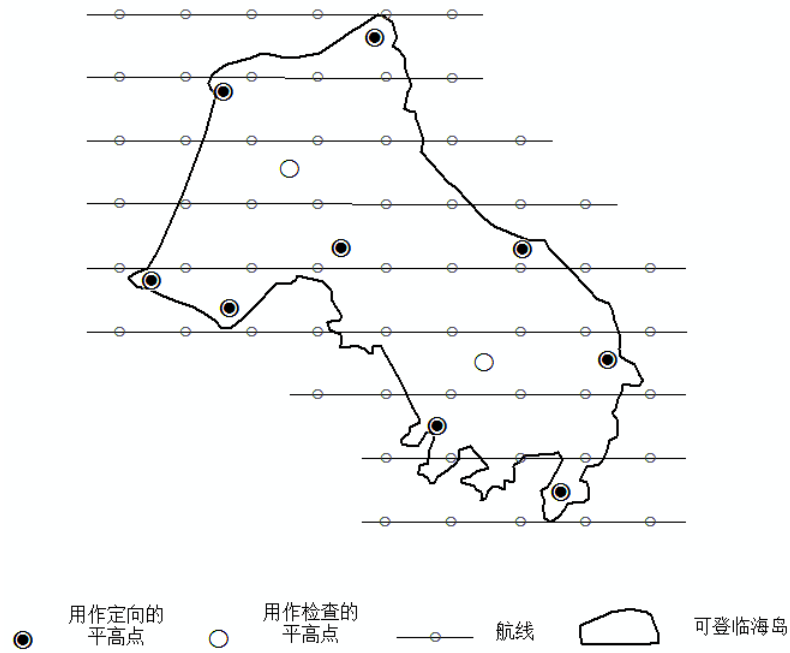 用作定向的
平高点
用作检查的
平高点
航线
可登临海岛